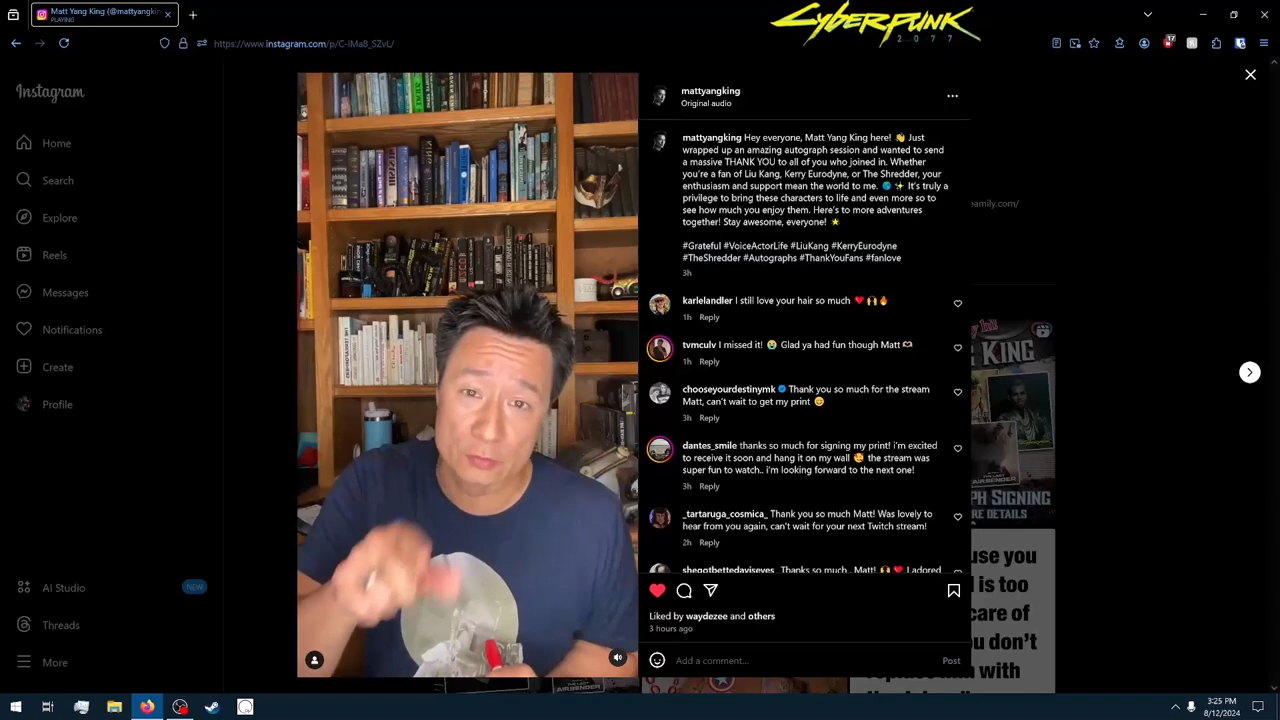 Matt Yang King (@mattyangkin
PLAYING
CYBERPUNK
2077
https://www.instagram.com/p/C-iMa8_SZvL/
17
Instagram
Home
Search
Explore
Reels
Messages
Notifications
Create
Profile
AI Studio
NEW
Threads
More
mattyangking
Original audio
mattyangking Hey everyone, Matt Yang King here! 👋 Just
wrapped up an amazing autograph session and wanted to send
a massive THANK YOU to all of you who joined in. Whether
you're a fan of Liu Kang, Kerry Eurodyne, or The Shredder, your
enthusiasm and support mean the world to me. 🌎 ✨ It's truly a
privilege to bring these characters to life and even more so to
see how much you enjoy them. Here's to more adventures
together! Stay awesome, everyone! 🌟
#Grateful #VoiceActorLife #LiuKang #KerryEurodyne
#TheShredder #Autographs #ThankYouFans #fanlove
3h
karlelandler I still love your hair so much ❤️🙌🔥
1h Reply
tvmculv I missed it! 😭 Glad ya had fun though Matt🫶🏻
1h Reply
chooseyourdestinymk Thank you so much for the stream
Matt, can't wait to get my print 😊
3h Reply
dantes_smile thanks so much for signing my print! i'm excited
to receive it soon and hang it on my wall 🥰 the stream was
super fun to watch.. i'm looking forward to the next one!
3h Reply
_tartaruga_cosmica_ Thank you so much Matt! Was lovely to
hear from you again, can't wait for your next Twitch stream!
2h Reply
shegotbettedaviseyes_ Thanks so much , Matt! 🙌❤️ I adored
Liked by waydezee and others
3 hours ago
Add a comment...
Post
reamily.com/
KING
PH SIGNING
RE DETAILS
use you
d is too
care of
u don't
m with
3:25 PM
8/12/2024